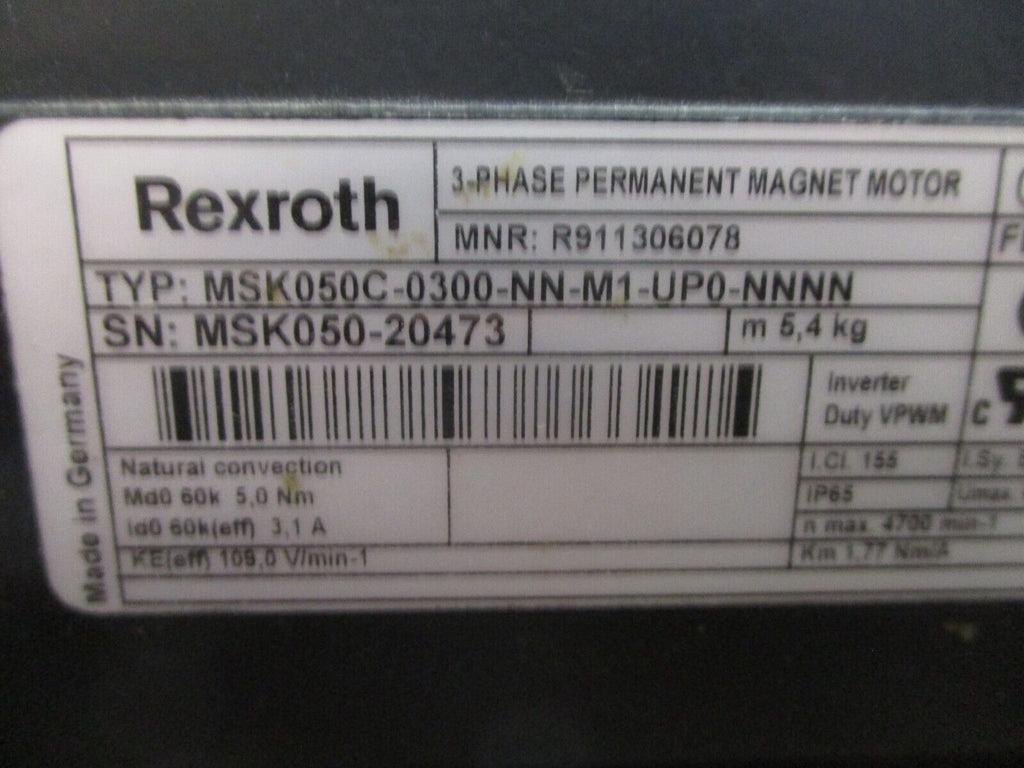 Rexroth
3-PHASE PERMANENT MAGNET MOTOR
MNR: R911306078
TYP: MSK050C-0300-NN-M1-UP0-NNNN
SN: MSK050-20473
m 5,4 kg
Made in Germany
Inverter
Duty VPWM
C
Natural convection
Md0 60k 5,0 Nm
Id0 60k(eff) 3,1 A
KE(eff) 109,0 V/min-1
I.Cl. 155
I.Sy.
IP65
Umax.
n max. 4700 min-1
Km 1,77 Nm/A